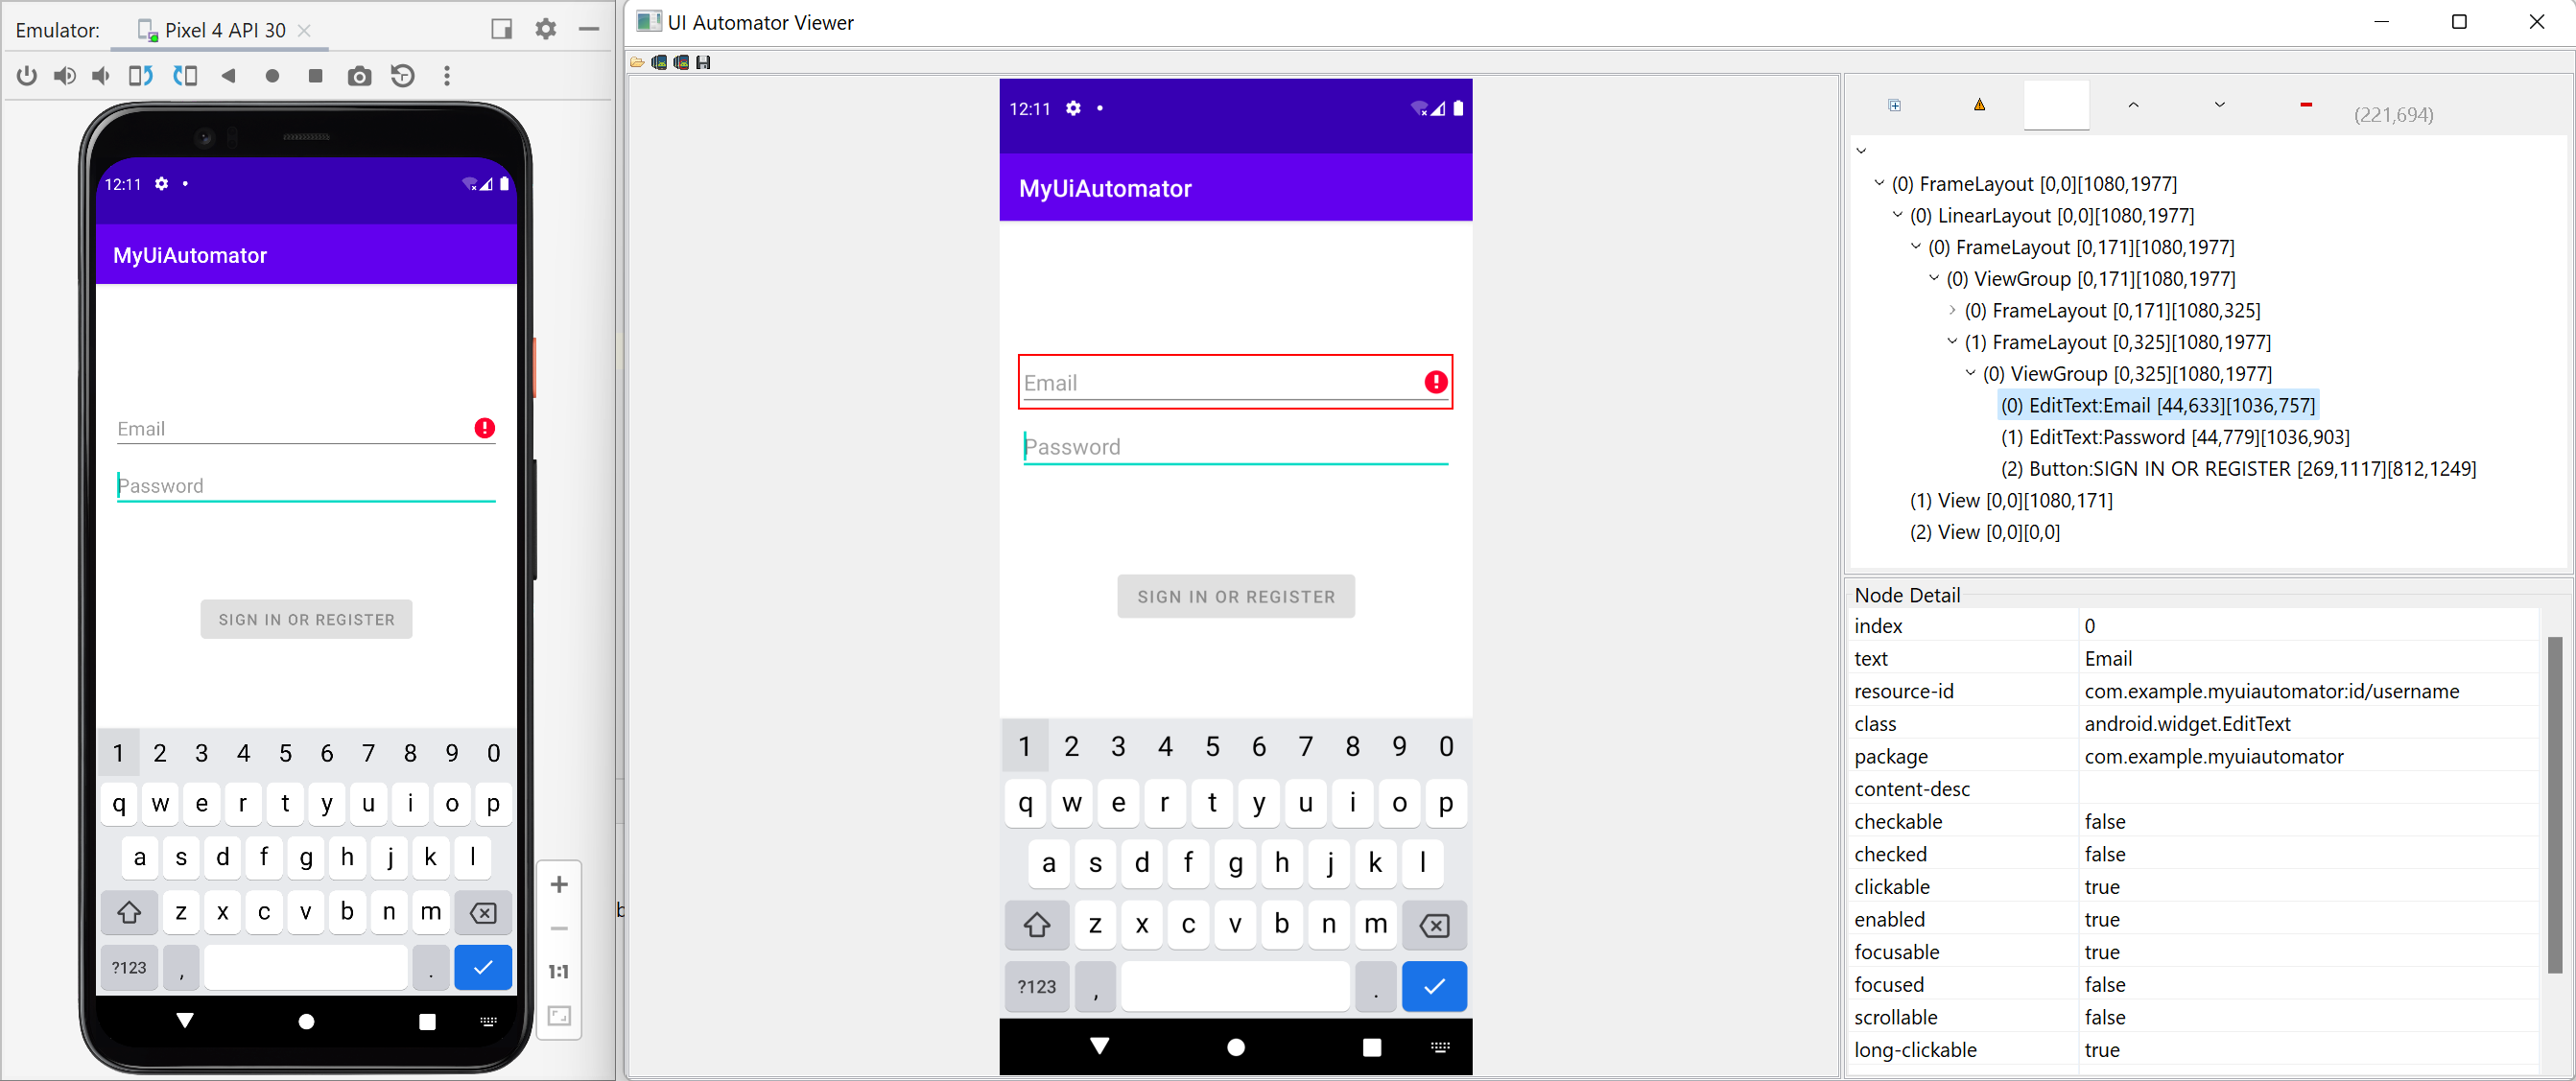 Emulator: Pixel 4 API 30
12:11
MyUiAutomator
Email
Password
SIGN IN OR REGISTER
1 2 3 4 5 6 7 8 9 0
q w e r t y u i o p
a s d f g h j k l
z x c v b n m
?123 , .
1:1
b
UI Automator Viewer
12:11
MyUiAutomator
Email
Password
SIGN IN OR REGISTER
1 2 3 4 5 6 7 8 9 0
q w e r t y u i o p
a s d f g h j k l
z x c v b n m
?123 , .
(221,694)
(0) FrameLayout [0,0][1080,1977]
(0) LinearLayout [0,0][1080,1977]
(0) FrameLayout [0,171][1080,1977]
(0) ViewGroup [0,171][1080,1977]
(0) FrameLayout [0,171][1080,325]
(1) FrameLayout [0,325][1080,1977]
(0) ViewGroup [0,325][1080,1977]
(0) EditText:Email [44,633][1036,757]
(1) EditText:Password [44,779][1036,903]
(2) Button:SIGN IN OR REGISTER [269,1117][812,1249]
(1) View [0,0][1080,171]
(2) View [0,0][0,0]
Node Detail
index 0
text Email
resource-id com.example.myuiautomator:id/username
class android.widget.EditText
package com.example.myuiautomator
content-desc
checkable false
checked false
clickable true
enabled true
focusable true
focused false
scrollable false
long-clickable true